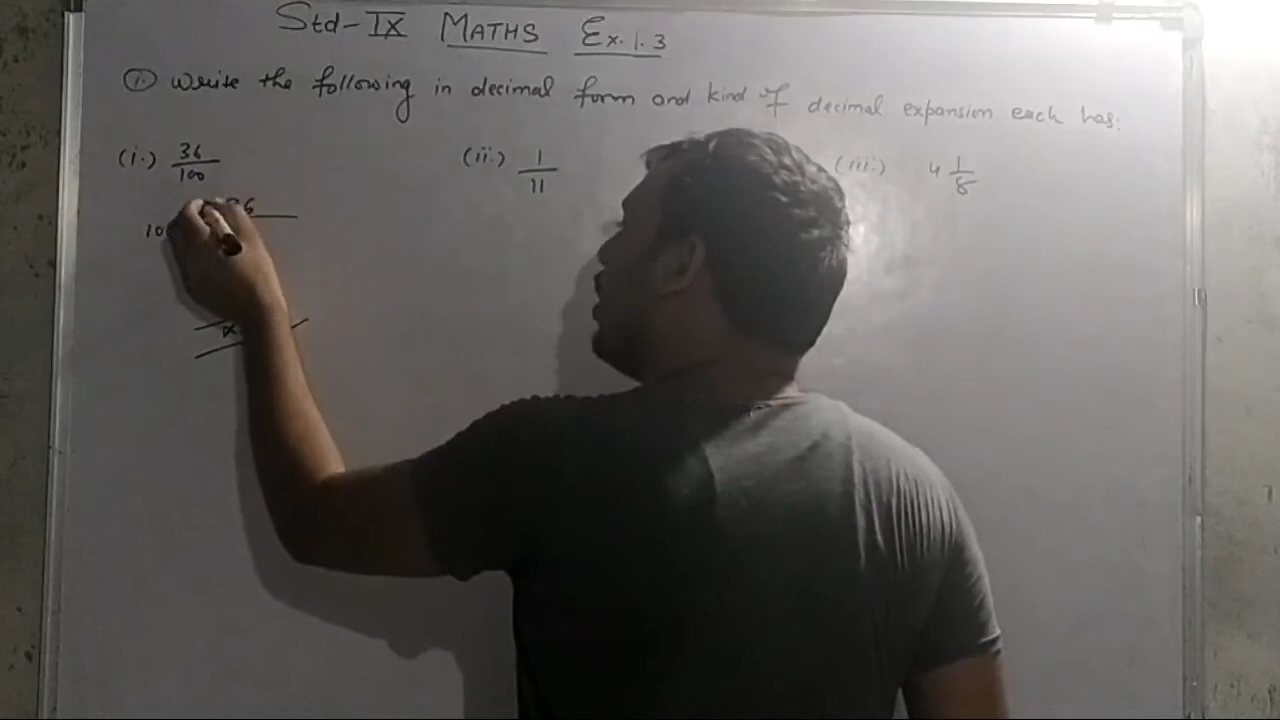 Std-IX MATHS Ex.1.3
① Write the following in decimal form and kind of decimal expansion each has:
(i.) 36/100 (ii.) 1/11 (iii.) 4 1/8